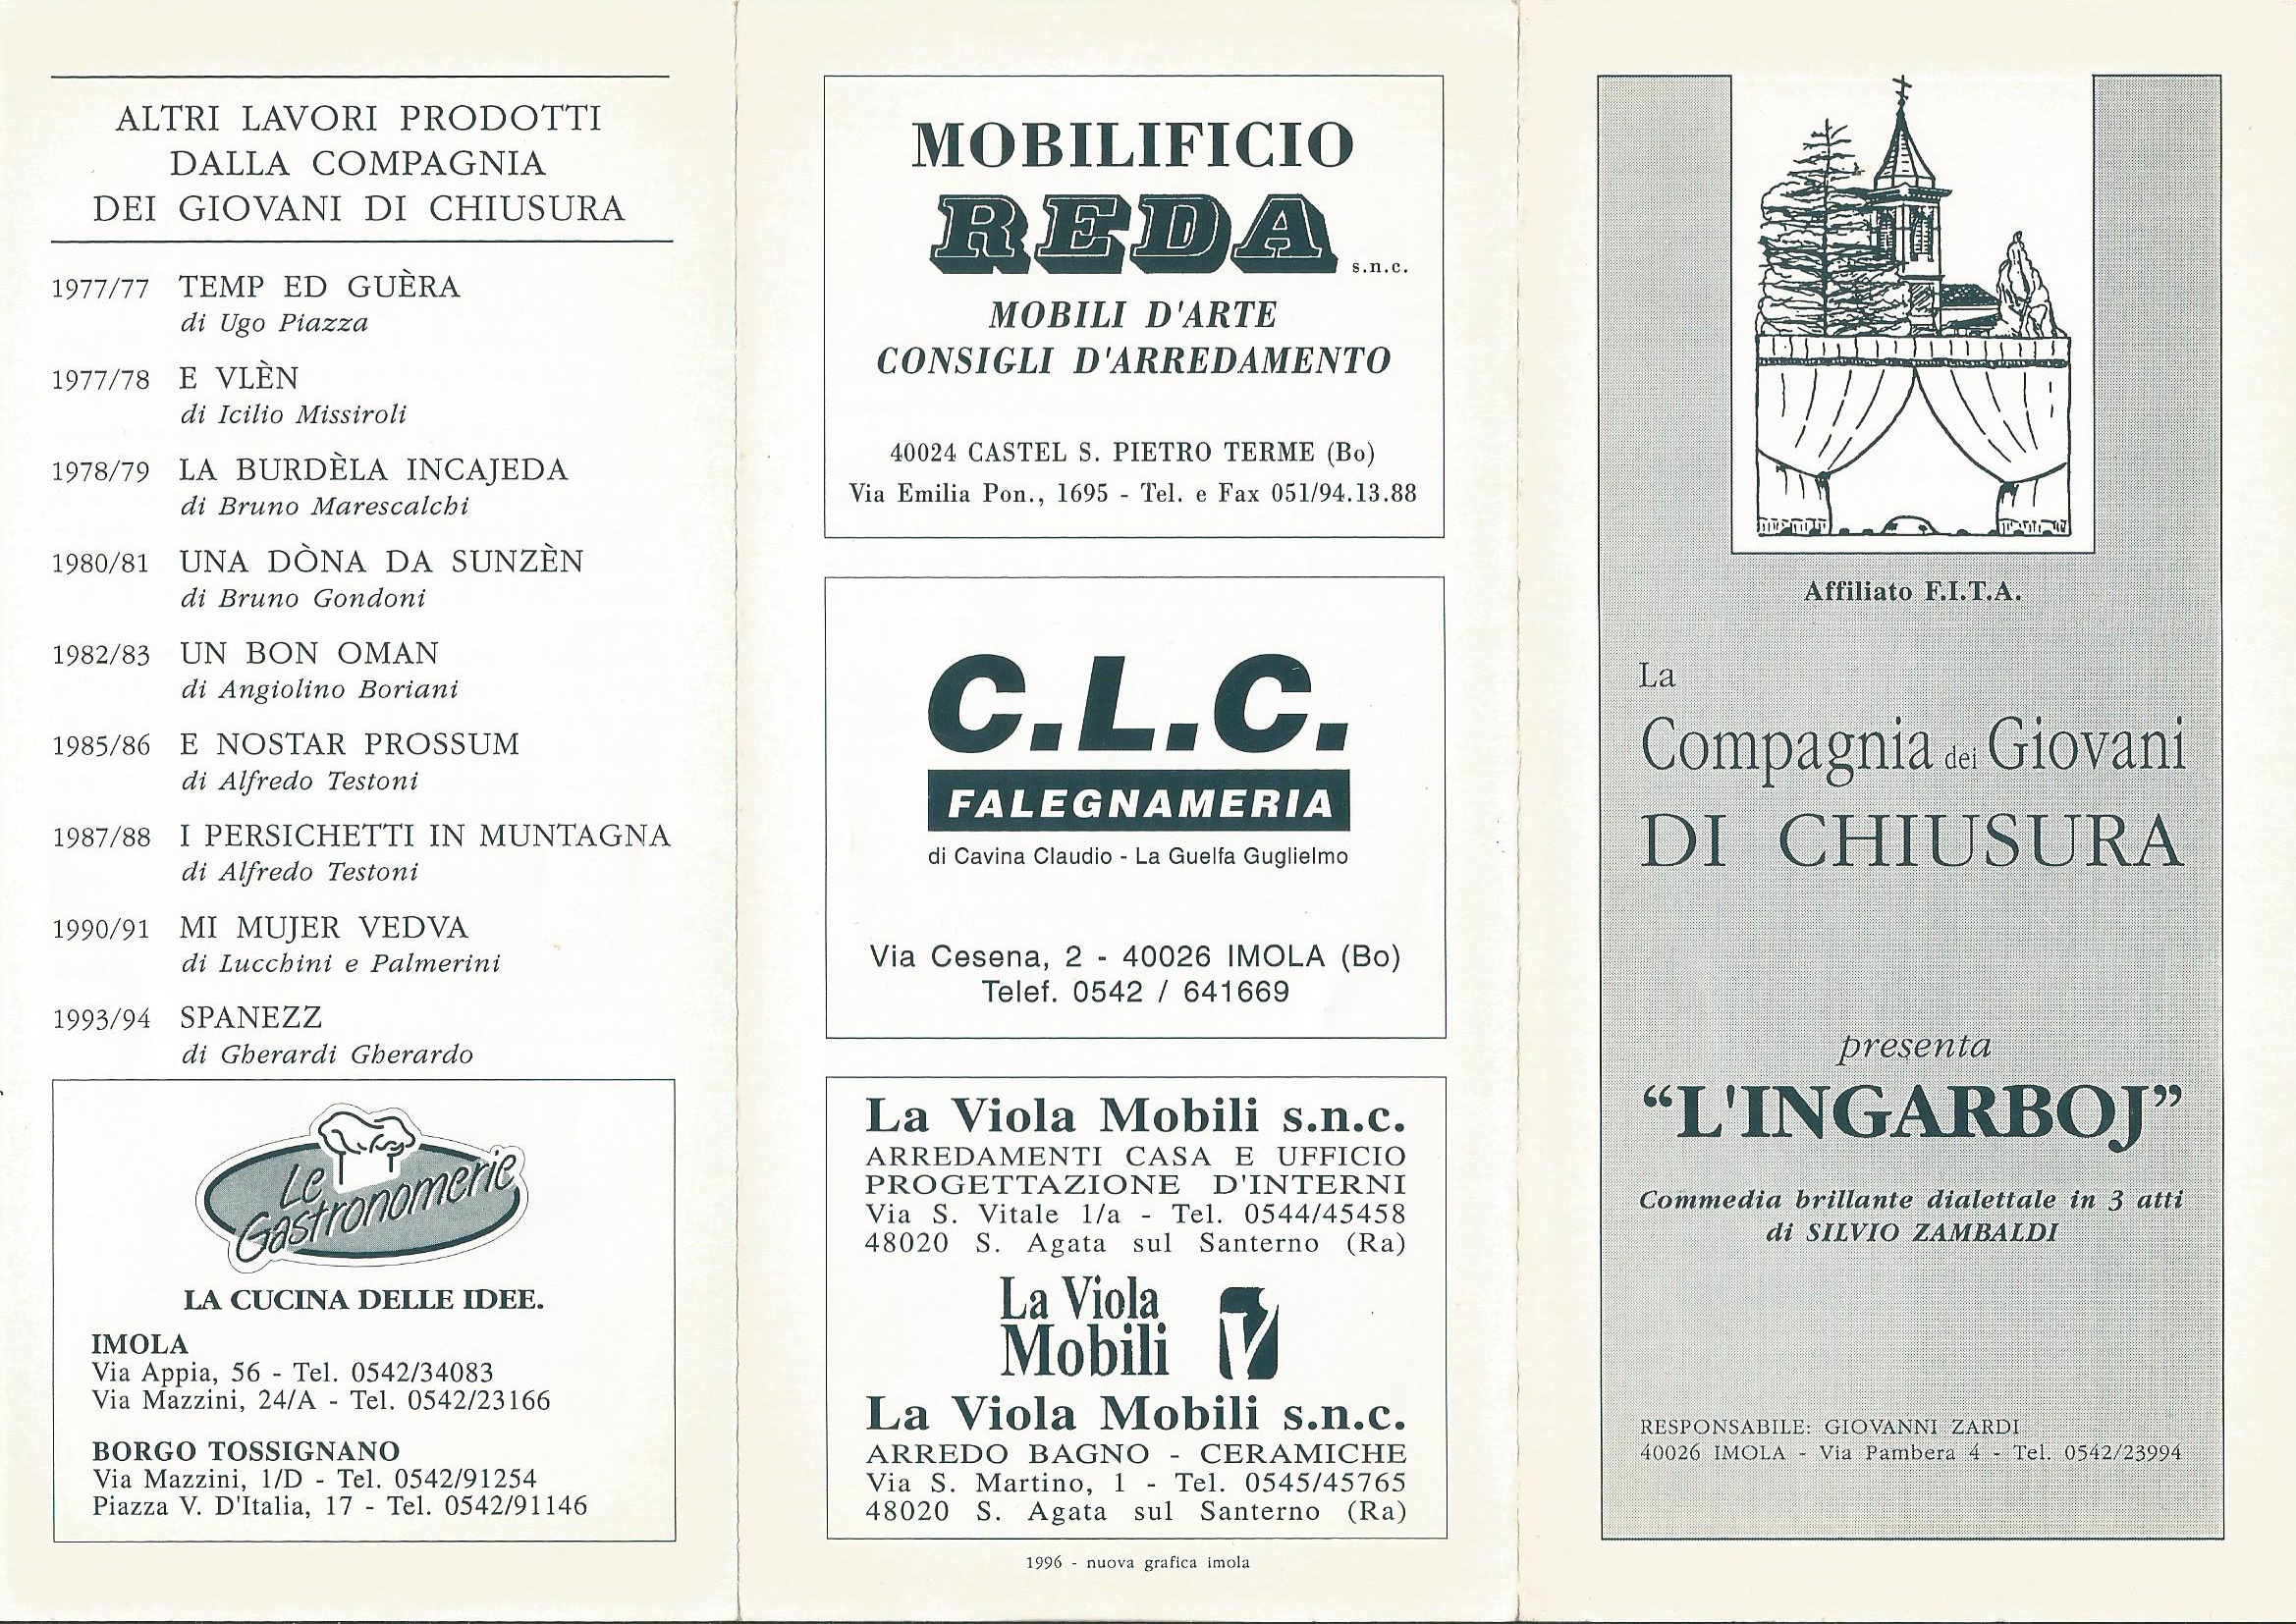 ALTRI LAVORI PRODOTTI
DALLA COMPAGNIA
DEI GIOVANI DI CHIUSURA
1977/77 TEMP ED GUÈRA
di Ugo Piazza
1977/78 E VLÈN
di Icilio Missiroli
1978/79 LA BURDÈLA INCAJEDA
di Bruno Marescalchi
1980/81 UNA DÒNA DA SUNZÈN
di Bruno Gondoni
1982/83 UN BON OMAN
di Angiolino Boriani
1985/86 E NOSTAR PROSSUM
di Alfredo Testoni
1987/88 I PERSICHETTI IN MUNTAGNA
di Alfredo Testoni
1990/91 MI MUJER VEDVA
di Lucchini e Palmerini
1993/94 SPANEZZ
di Gherardi Gherardo
Le
Gastronomerie
LA CUCINA DELLE IDEE.
IMOLA
Via Appia, 56 - Tel. 0542/34083
Via Mazzini, 24/A - Tel. 0542/23166
BORGO TOSSIGNANO
Via Mazzini, 1/D - Tel. 0542/91254
Piazza V. D'Italia, 17 - Tel. 0542/91146
MOBILIFICIO
REDA s.n.c.
MOBILI D'ARTE
CONSIGLI D'ARREDAMENTO
40024 CASTEL S. PIETRO TERME (Bo)
Via Emilia Pon., 1695 - Tel. e Fax 051/94.13.88
C.L.C.
FALEGNAMERIA
di Cavina Claudio - La Guelfa Guglielmo
Via Cesena, 2 - 40026 IMOLA (Bo)
Telef. 0542 / 641669
La Viola Mobili s.n.c.
ARREDAMENTI CASA E UFFICIO
PROGETTAZIONE D'INTERNI
Via S. Vitale 1/a - Tel. 0544/45458
48020 S. Agata sul Santerno (Ra)
La Viola
Mobili
La Viola Mobili s.n.c.
ARREDO BAGNO - CERAMICHE
Via S. Martino, 1 - Tel. 0545/45765
48020 S. Agata sul Santerno (Ra)
1996 - nuova grafica imola
Affiliato F.I.T.A.
La
Compagnia dei Giovani
DI CHIUSURA
presenta
“L'INGARBOJ”
Commedia brillante dialettale in 3 atti
di SILVIO ZAMBALDI
RESPONSABILE: GIOVANNI ZARDI
40026 IMOLA - Via Pambera 4 - Tel. 0542/23994